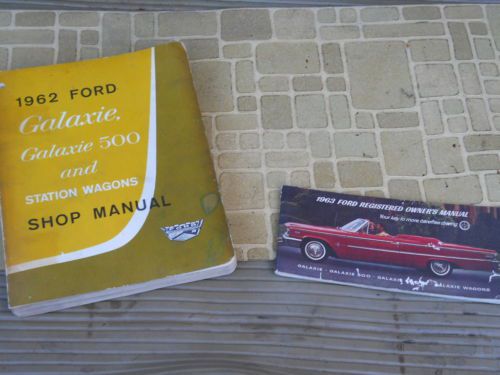 1962 FORD
Galaxie,
Galaxie 500
and
STATION WAGONS
SHOP MANUAL
1963 FORD REGISTERED OWNER'S MANUAL
Your key to more carefree driving
GALAXIE · GALAXIE 500 · GALAXIE GALAXIE WAGONS